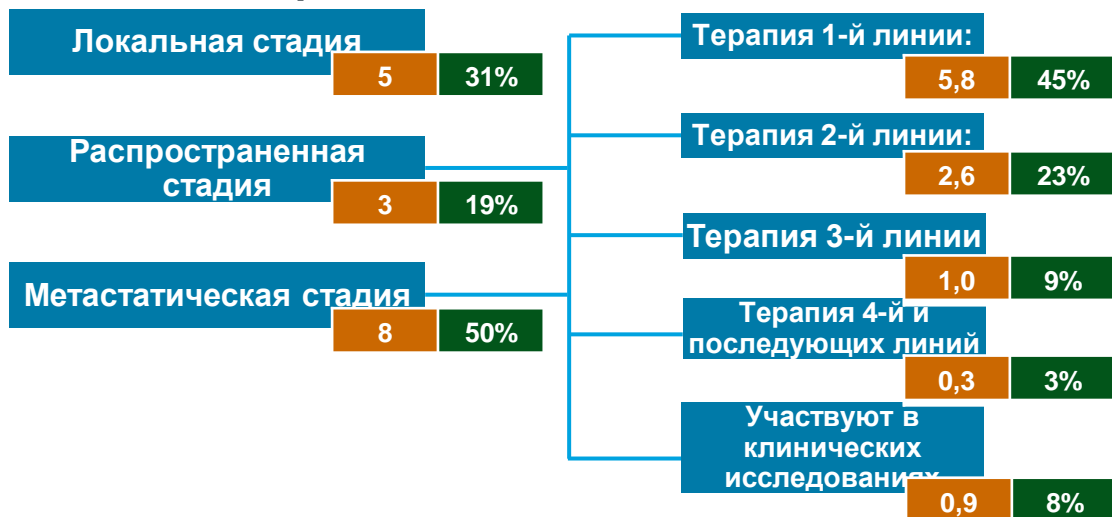 Локальная стадия
5 31%
Распространенная
стадия
3 19%
Метастатическая стадия
8 50%
Терапия 1-й линии:
5,8 45%
Терапия 2-й линии:
2,6 23%
Терапия 3-й линии
1,0 9%
Терапия 4-й и
последующих линий
0,3 3%
Участвуют в
клинических
исследованиях
0,9 8%